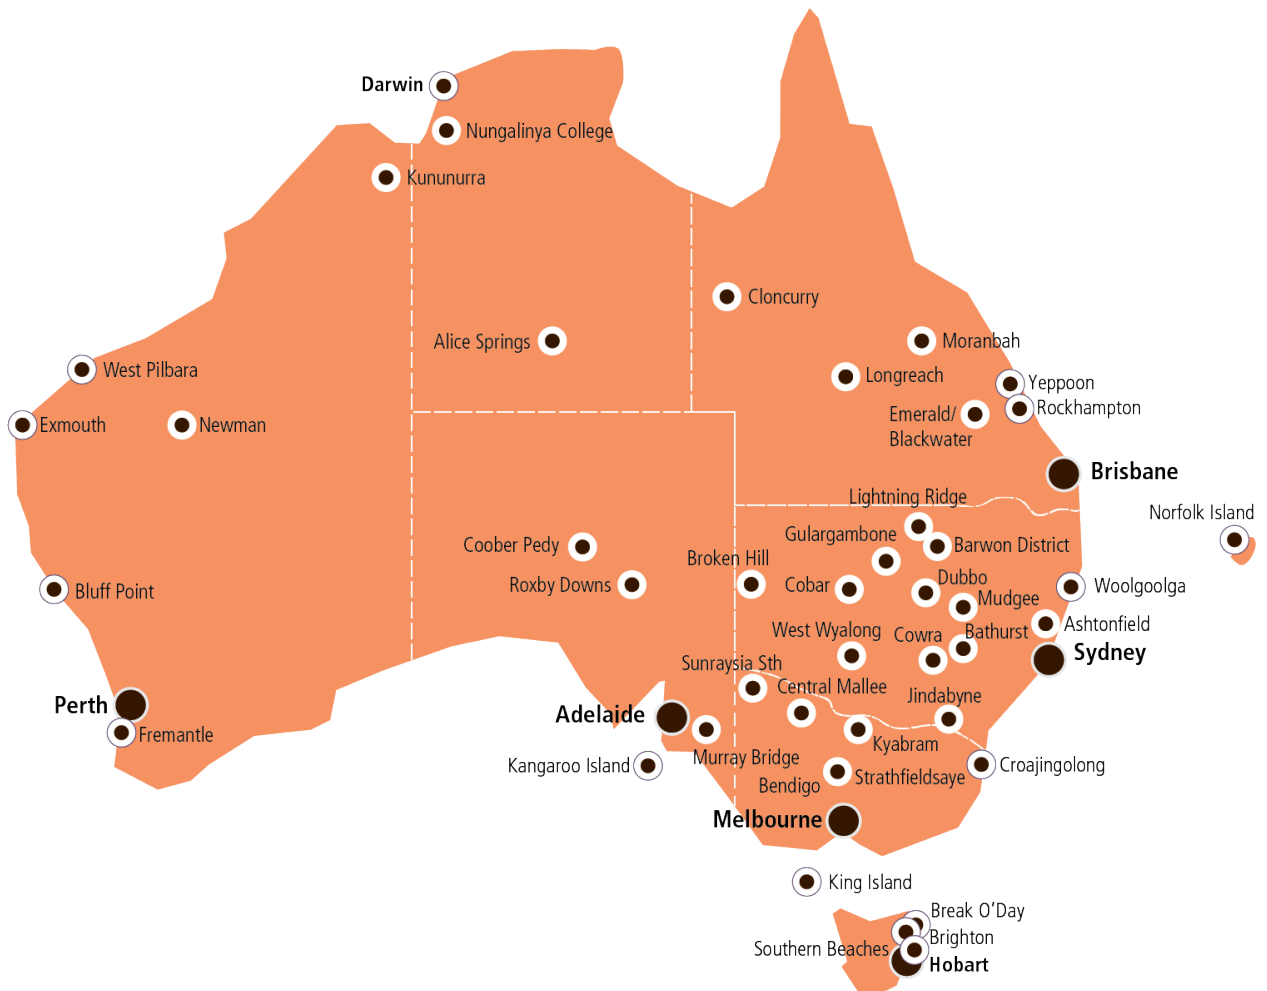 Darwin
Nungalinya College
Kununurra
Cloncurry
Alice Springs
Moranbah
West Pilbara
Longreach
Yeppoon
Rockhampton
Emerald/
Blackwater
Exmouth
Newman
Brisbane
Lightning Ridge
Norfolk Island
Gulargambone
Coober Pedy
Barwon District
Broken Hill
Roxby Downs
Cobar
Dubbo
Woolgoolga
Bluff Point
Mudgee
Ashtonfield
West Wyalong
Cowra
Bathurst
Sydney
Sunraysia Sth
Central Mallee
Jindabyne
Perth
Adelaide
Fremantle
Kyabram
Murray Bridge
Kangaroo Island
Croajingolong
Strathfieldsaye
Bendigo
Melbourne
King Island
Break O'Day
Brighton
Southern Beaches
Hobart